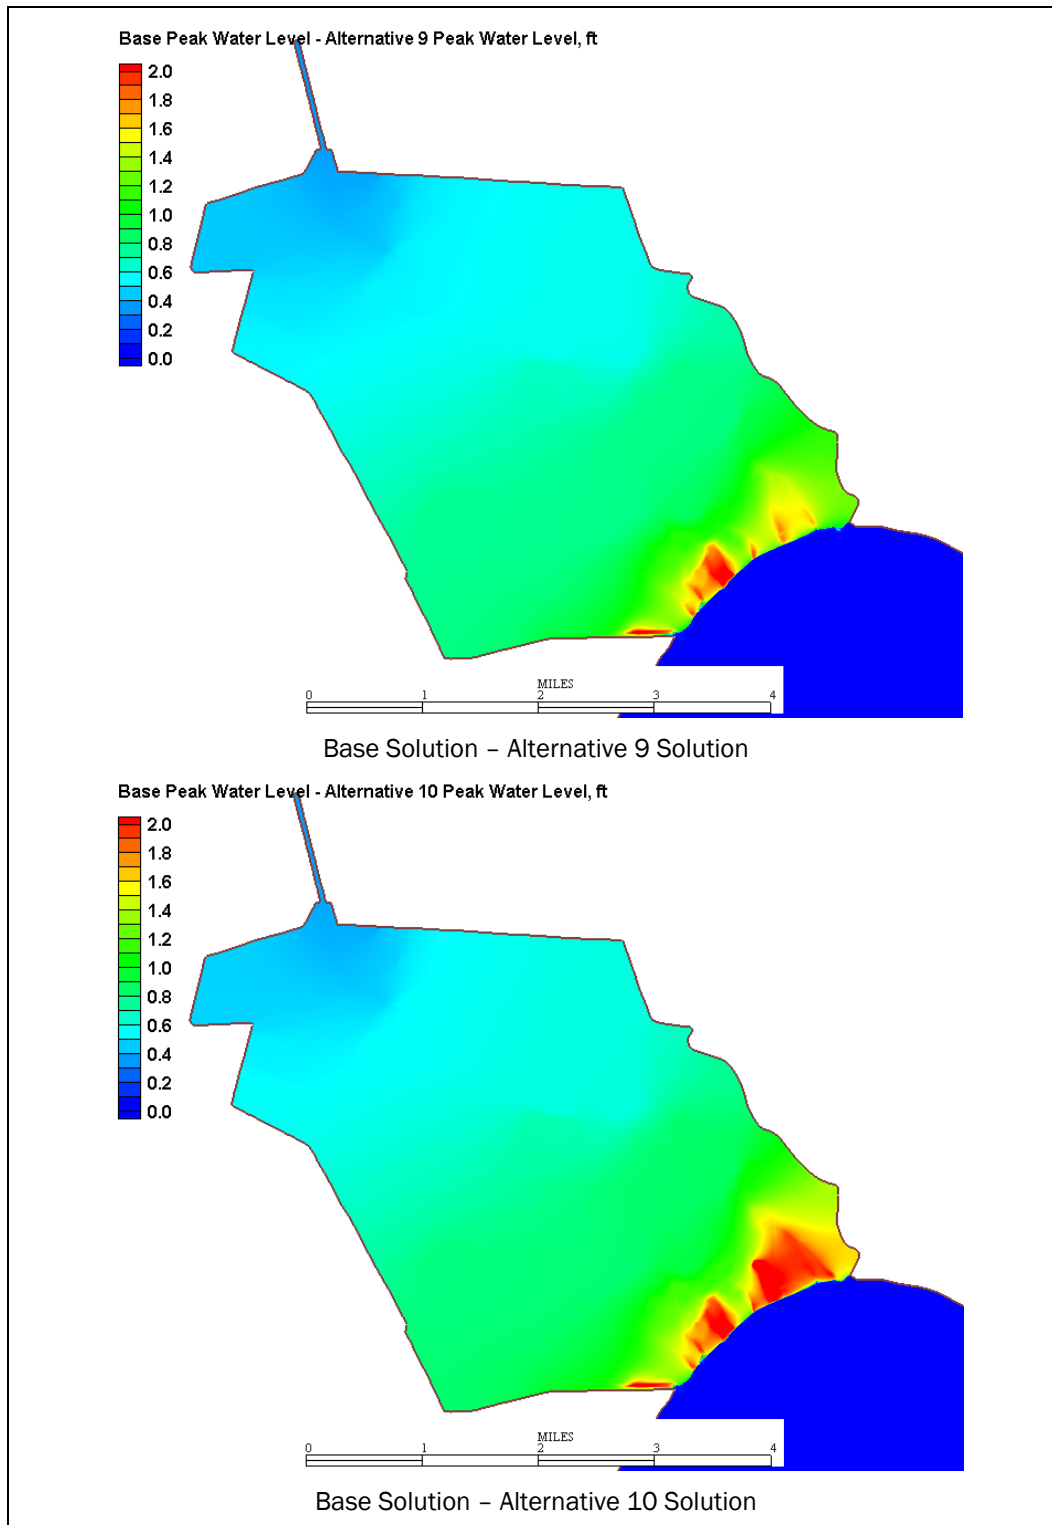 Base Peak Water Level - Alternative 9 Peak Water Level, ft
2.0
1.8
1.6
1.4
1.2
1.0
0.8
0.6
0.4
0.2
0.0
MILES
0 1 2 3 4
Base Solution – Alternative 9 Solution
Base Peak Water Level - Alternative 10 Peak Water Level, ft
2.0
1.8
1.6
1.4
1.2
1.0
0.8
0.6
0.4
0.2
0.0
MILES
0 1 2 3 4
Base Solution – Alternative 10 Solution